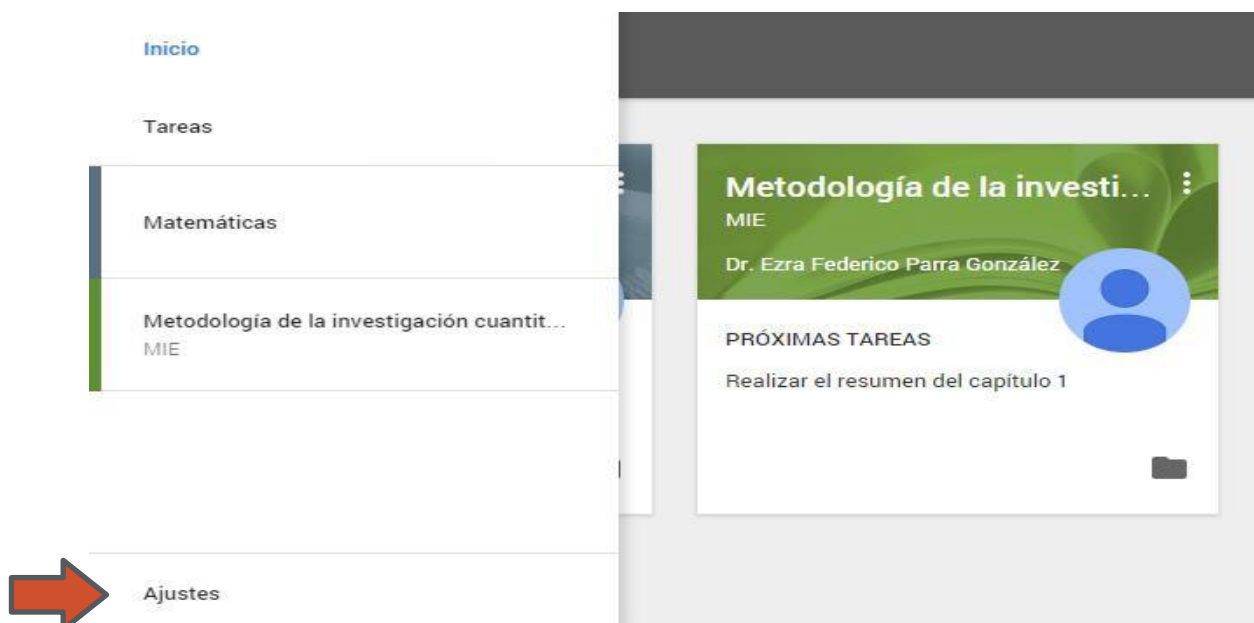 Inicio
Tareas
Matemáticas
Metodología de la investigación cuantit...
MIE
Ajustes
Metodología de la investi...
MIE
Dr. Ezra Federico Parra González
PRÓXIMAS TAREAS
Realizar el resumen del capítulo 1